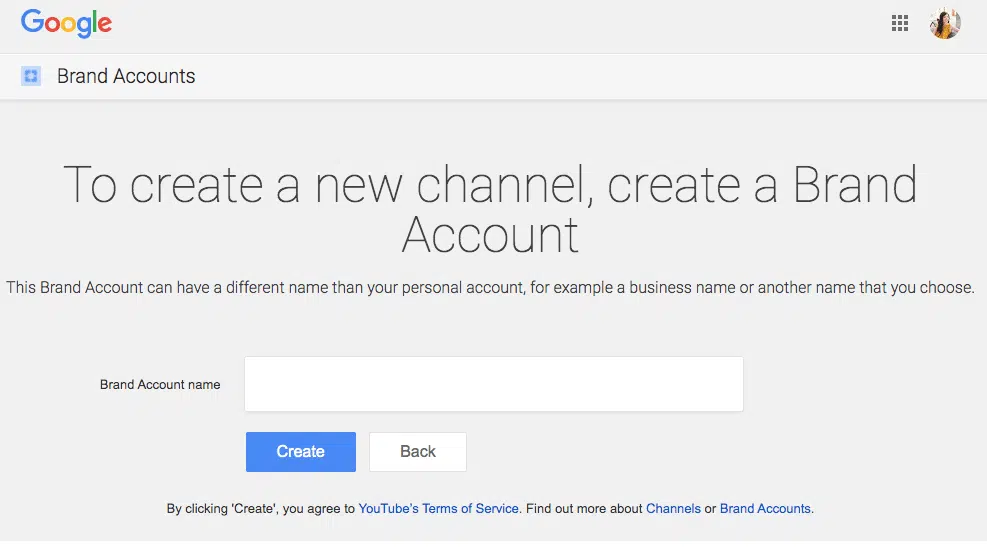 Google
Brand Accounts
To create a new channel, create a Brand
Account
This Brand Account can have a different name than your personal account, for example a business name or another name that you choose.
Brand Account name
Create Back
By clicking 'Create', you agree to YouTube's Terms of Service. Find out more about Channels or Brand Accounts.